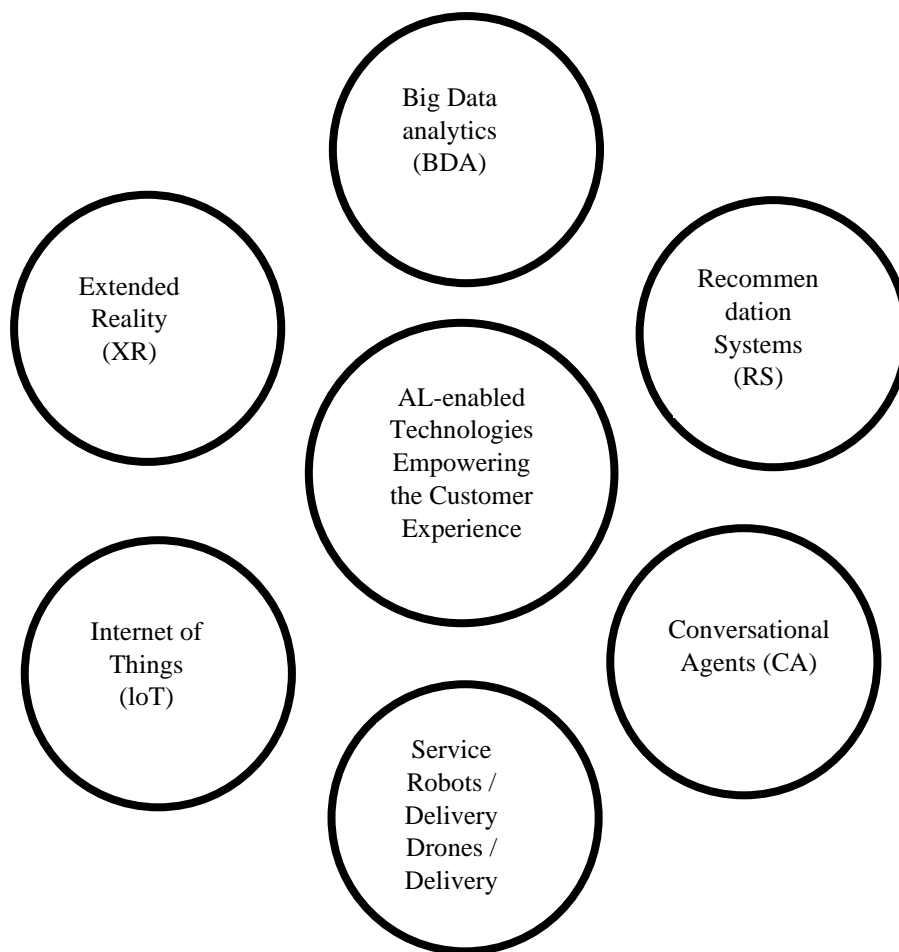 Big Data
analytics
(BDA)
Extended
Reality
(XR)
Recommen
dation
Systems
(RS)
AL-enabled
Technologies
Empowering
the Customer
Experience
Internet of
Things
(loT)
Conversational
Agents (CA)
Service
Robots /
Delivery
Drones /
Delivery